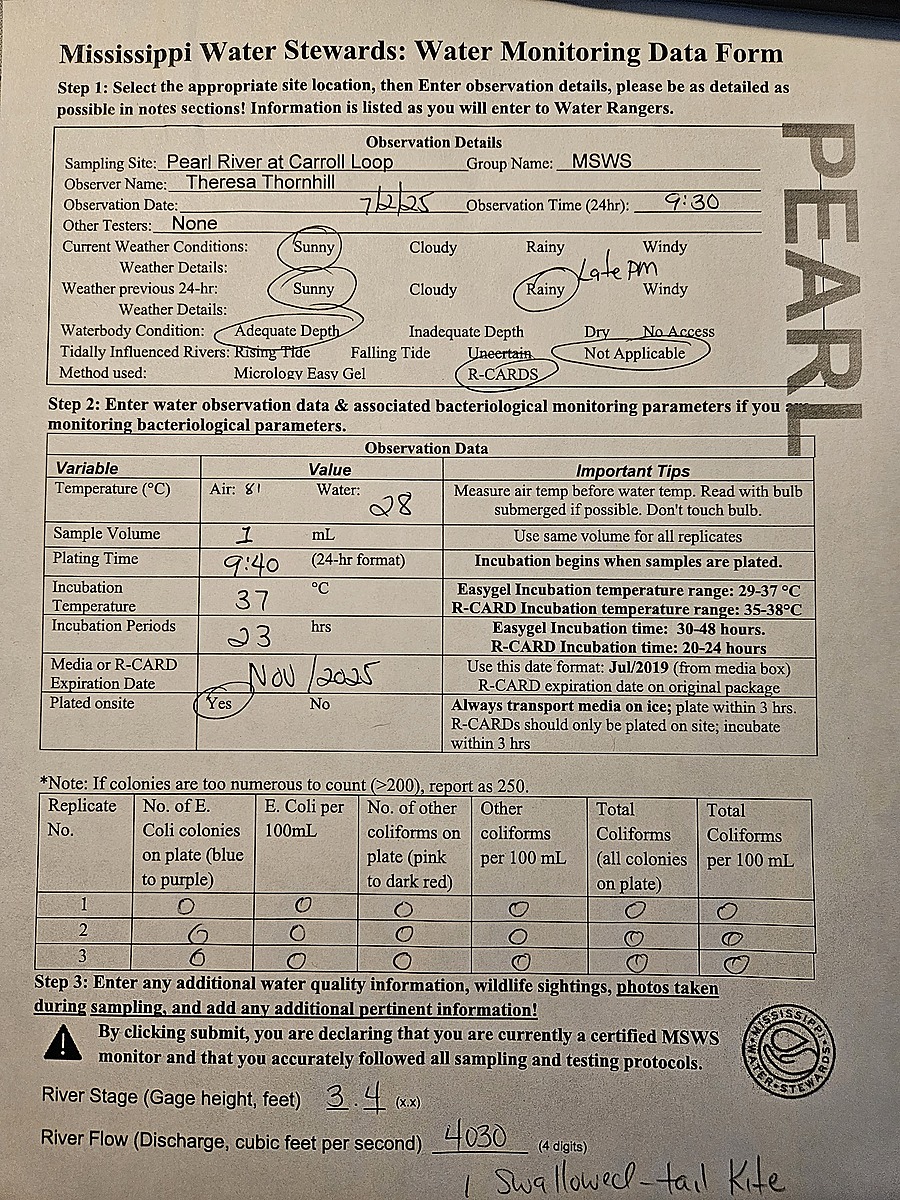 Mississippi Water Stewards: Water Monitoring Data Form
Step 1: Select the appropriate site location, then Enter observation details, please be as detailed as
possible in notes sections! Information is listed as you will enter to Water Rangers.
PEARL
Observation Details
Sampling Site: Pearl River at Carroll Loop Group Name: MSWS
Observer Name: Theresa Thornhill
Observation Date: 7/2/25 Observation Time (24hr): 9:30
Other Testers: None
Current Weather Conditions: Sunny Cloudy Rainy Windy
Weather Details: Late pm
Weather previous 24-hr: Sunny Cloudy Rainy Windy
Weather Details:
Waterbody Condition: Adequate Depth Inadequate Depth Dry No Access
Tidally Influenced Rivers: Rising Tide Falling Tide Uncertain Not Applicable
Method used: Micrology Easy Gel R-CARDS
Step 2: Enter water observation data & associated bacteriological monitoring parameters if you are
monitoring bacteriological parameters.
Observation Data
Variable Value Important Tips
Temperature (°C) Air: 81 Water: 28 Measure air temp before water temp. Read with bulb
submerged if possible. Don't touch bulb.
Sample Volume 1 mL Use same volume for all replicates
Plating Time 9:40 (24-hr format) Incubation begins when samples are plated.
Incubation °C Easygel Incubation temperature range: 29-37 °C
Temperature 37 R-CARD Incubation temperature range: 35-38°C
Incubation Periods 23 hrs Easygel Incubation time: 30-48 hours.
R-CARD Incubation time: 20-24 hours
Media or R-CARD Nov/2025 Use this date format: Jul/2019 (from media box)
Expiration Date R-CARD expiration date on original package
Plated onsite Yes No Always transport media on ice; plate within 3 hrs.
R-CARDs should only be plated on site; incubate
within 3 hrs
*Note: If colonies are too numerous to count (>200), report as 250.
Replicate No. of E. E. Coli per No. of other Other Total Total
No. Coli colonies 100mL coliforms on coliforms Coliforms Coliforms
on plate (blue plate (pink per 100 mL (all colonies per 100 mL
to purple) to dark red) on plate)
1 0 0 0 0 0 0
2 0 0 0 0 0 0
3 0 0 0 0 0 0
Step 3: Enter any additional water quality information, wildlife sightings, photos taken
during sampling, and add any additional pertinent information!
By clicking submit, you are declaring that you are currently a certified MSWS
monitor and that you accurately followed all sampling and testing protocols.
MISSISSIPPI WATER STEWARDS
River Stage (Gage height, feet) 3.4 (x.x)
River Flow (Discharge, cubic feet per second) 4030 (4 digits)
1 Swallowed-tail Kite